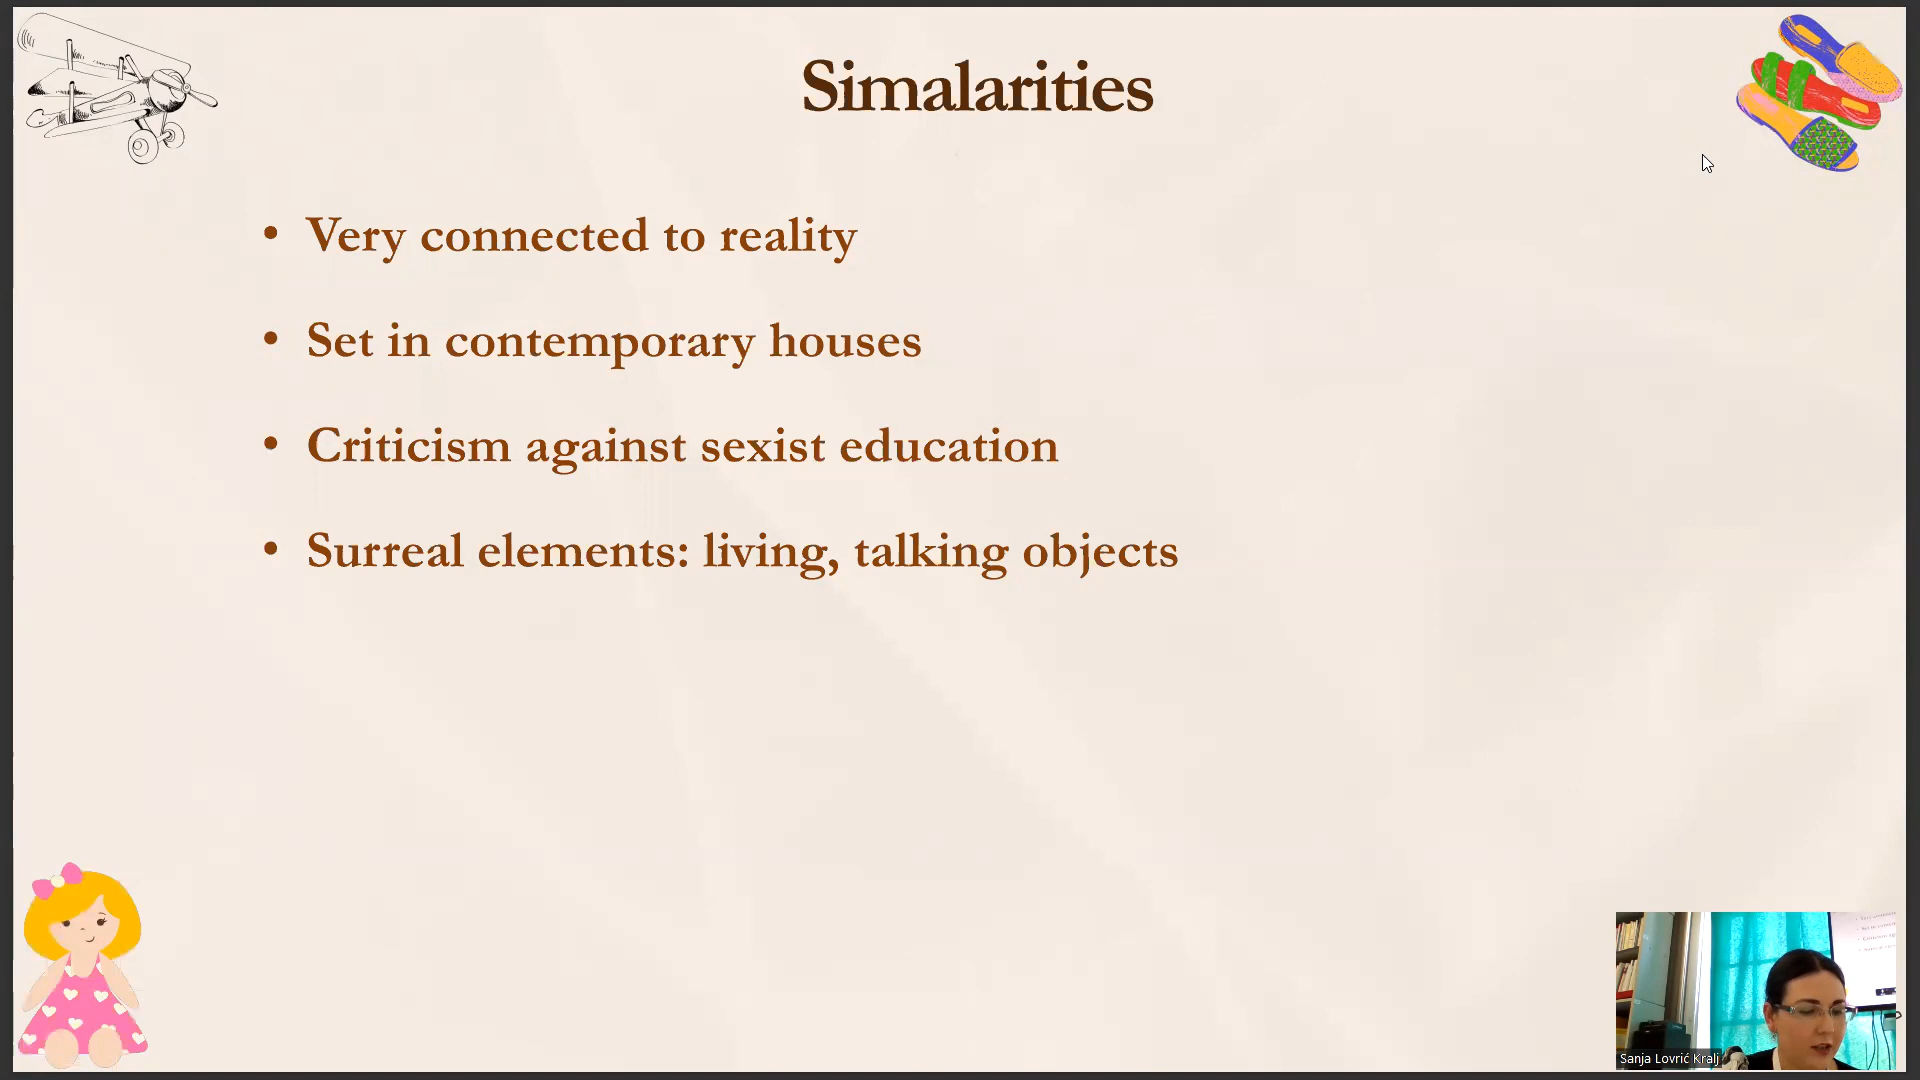 Simalarities
• Very connected to reality
• Set in contemporary houses
• Criticism against sexist education
• Surreal elements: living, talking objects
Sanja Lovrić Kralj